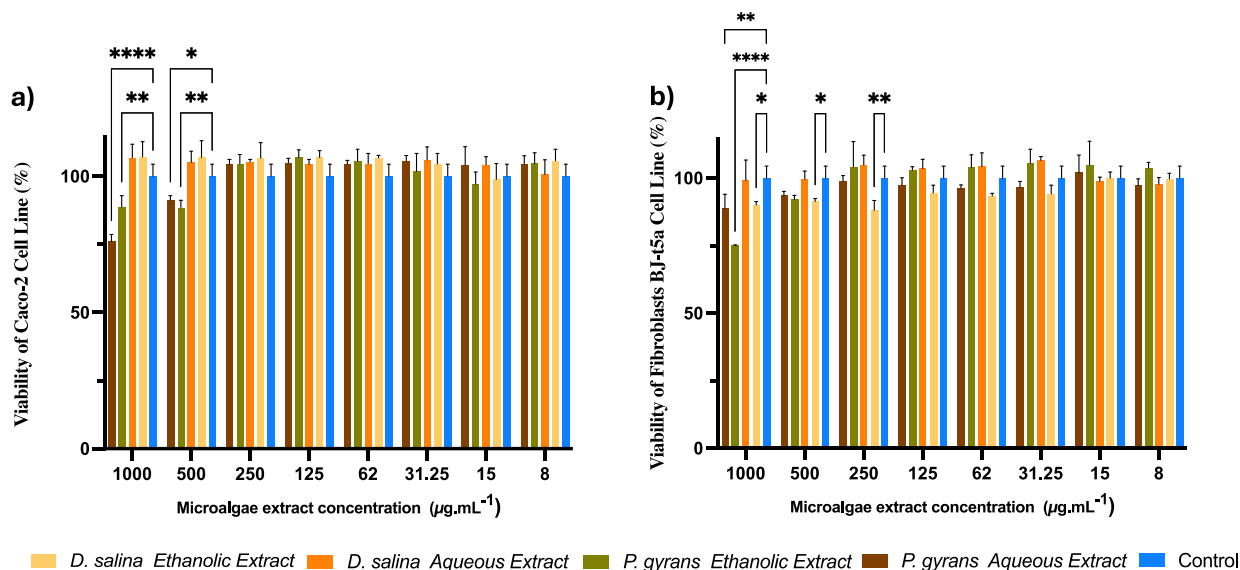 a)
**** *
** **
Viability of Caco-2 Cell Line (%)
100
50
0
1000 500 250 125 62 31.25 15 8
Microalgae extract concentration (µg.mL⁻¹)
b)
**
****
* * **
Viability of Fibroblasts BJ-t5a Cell Line (%)
100
50
0
1000 500 250 125 62 31.25 15 8
Microalgae extract concentration (µg.mL⁻¹)
D. salina Ethanolic Extract D. salina Aqueous Extract P. gyrans Ethanolic Extract P. gyrans Aqueous Extract Control